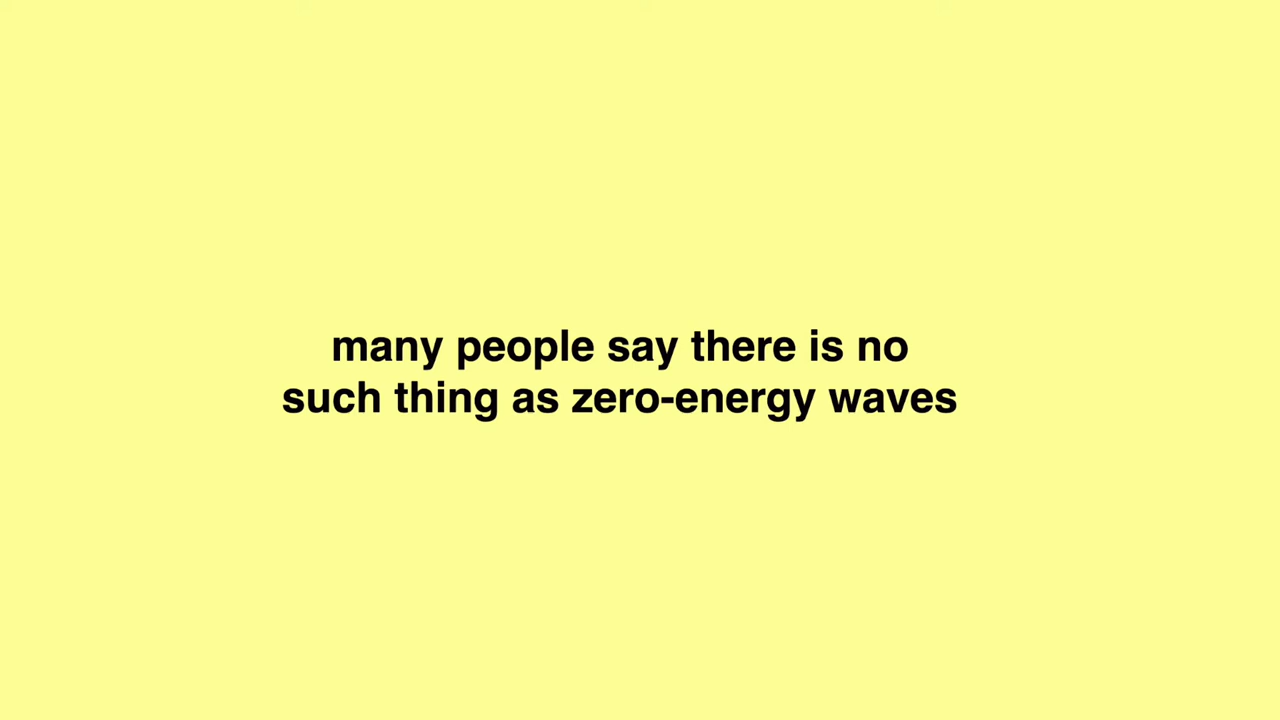 many people say there is no
such thing as zero-energy waves